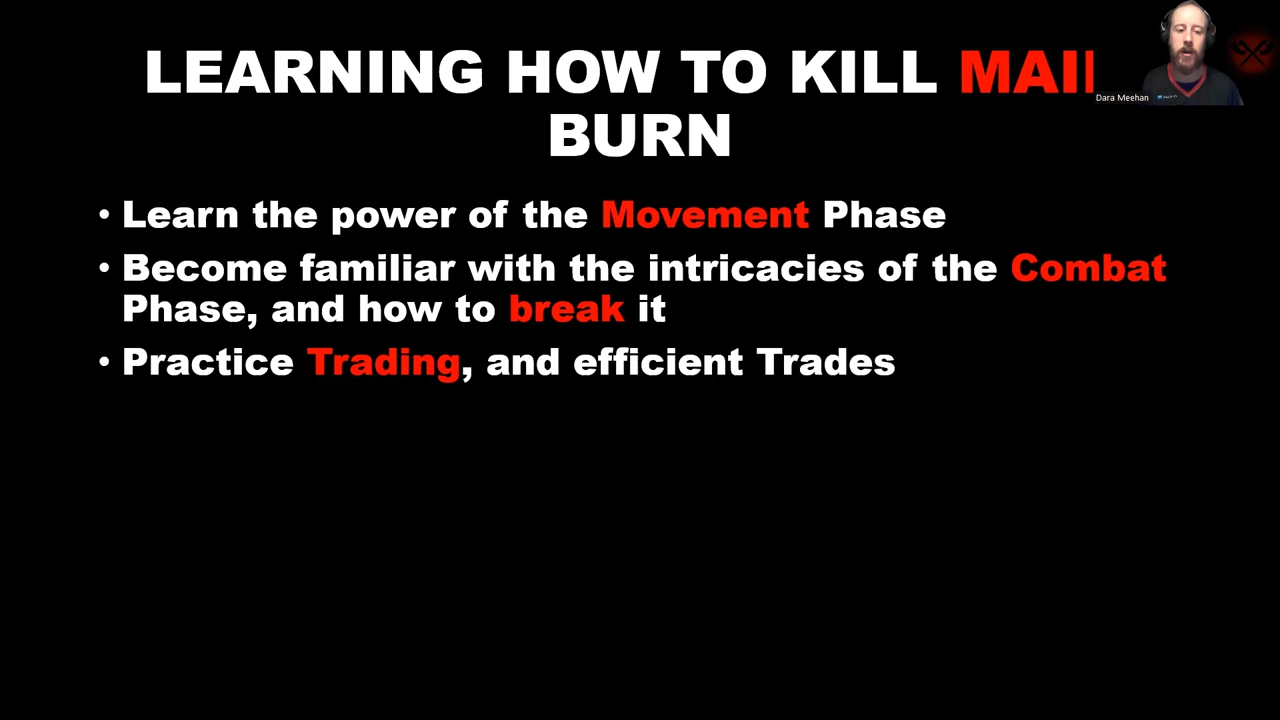 LEARNING HOW TO KILL
BURN
• Learn the power of the Movement Phase
• Become familiar with the intricacies of the Combat
Phase, and how to break it
• Practice Trading, and efficient Trades
Dara Meehan